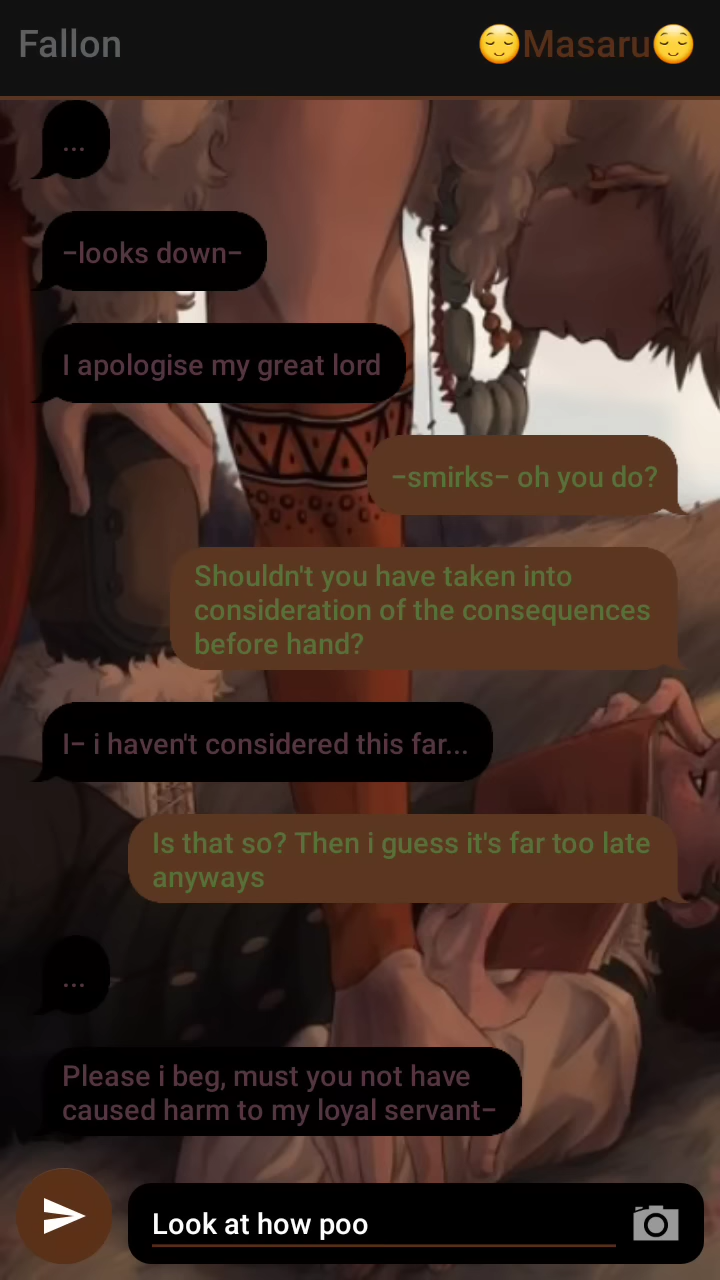 Fallon
😌Masaru😌
...
–looks down–
I apologise my great lord
–smirks– oh you do?
Shouldn't you have taken into
consideration of the consequences
before hand?
I– i haven't considered this far...
Is that so? Then i guess it's far too late
anyways
...
Please i beg, must you not have
caused harm to my loyal servant–
Look at how poo